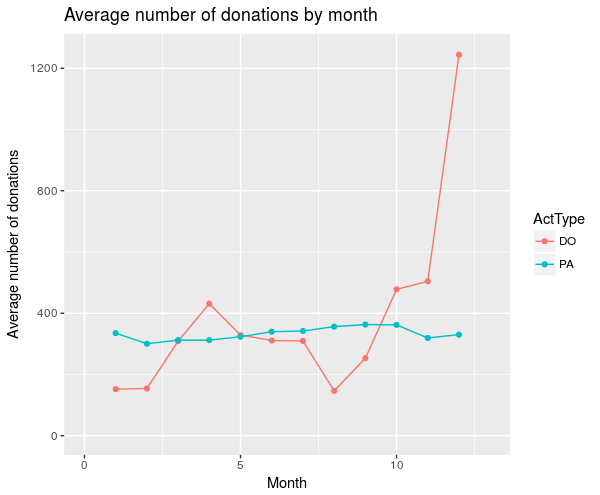 Average number of donations by month
1200
800
400
0
0 5 10
Month
Average number of donations
ActType
DO
PA